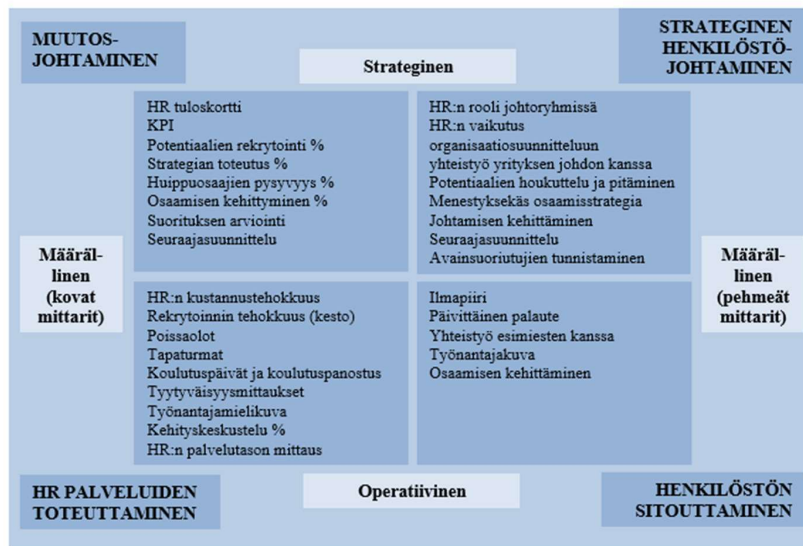 MUUTOS-
JOHTAMINEN
Strateginen
STRATEGINEN
HENKILÖSTÖ-
JOHTAMINEN
HR tuloskortti
KPI
Potentiaalien rekrytointi %
Strategian toteutus %
Huippuosaajien pysyvyys %
Osaamisen kehittyminen %
Suorituksen arviointi
Seuraajasuunnittelu
HR:n rooli johtoryhmissä
HR:n vaikutus
organisaatiosuunnitteluun
yhteistyö yrityksen johdon kanssa
Potentiaalien houkuttelu ja pitäminen
Menestyksekäs osaamisstrategia
Johtamisen kehittäminen
Seuraajasuunnittelu
Avainsuoriutujien tunnistaminen
Määräl-
linen
(kovat
mittarit)
Määräl-
linen
(pehmeät
mittarit)
HR:n kustannustehokkuus
Rekrytoinnin tehokkuus (kesto)
Poissaolot
Tapaturmat
Koulutuspäivät ja koulutuspanostus
Tyytyväisyysmittaukset
Työnantajamielikuva
Kehityskeskustelu %
HR:n palvelutason mittaus
Ilmapiiri
Päivittäinen palaute
Yhteistyö esimiesten kanssa
Työnantajakuva
Osaamisen kehittäminen
HR PALVELUIDEN
TOTEUTTAMINEN
Operatiivinen
HENKILÖSTÖN
SITOUTTAMINEN